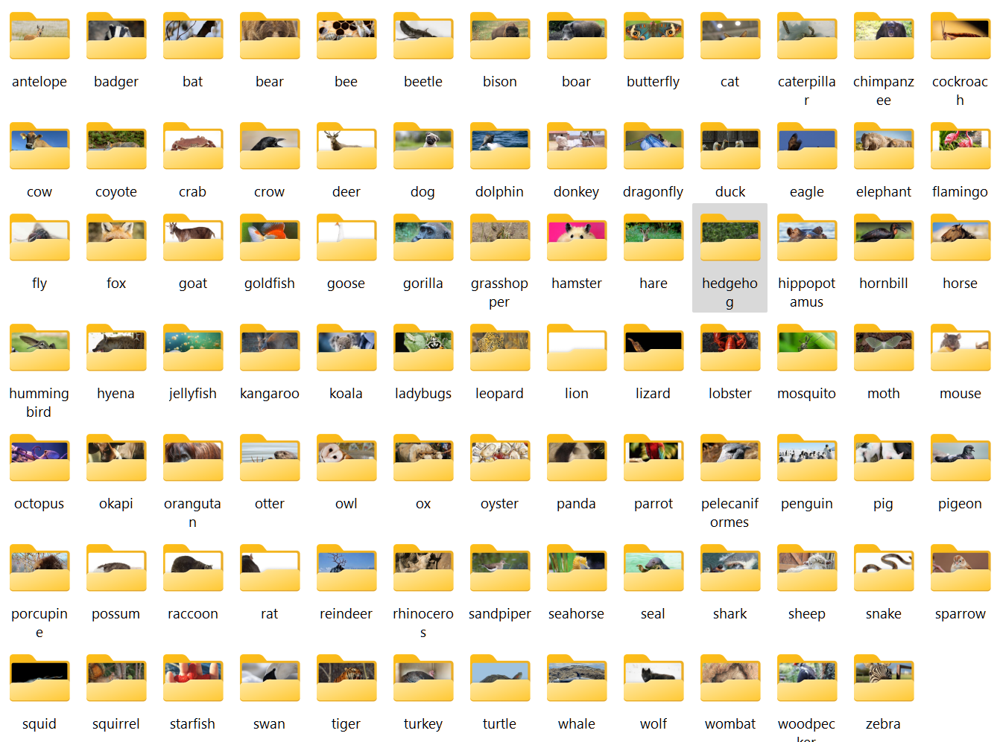 antelope badger bat bear bee beetle bison boar butterfly cat caterpilla chimpanz cockroac
r ee h
cow coyote crab crow deer dog dolphin donkey dragonfly duck eagle elephant flamingo
fly fox goat goldfish goose gorilla grasshop hamster hare hedgeho hippopot hornbill horse
pper g amus
humming hyena jellyfish kangaroo koala ladybugs leopard lion lizard lobster mosquito moth mouse
bird
octopus okapi oranguta otter owl ox oyster panda parrot pelecanif penguin pig pigeon
n ormes
porcupin possum raccoon rat reindeer rhinocero sandpiper seahorse seal shark sheep snake sparrow
e s
squid squirrel starfish swan tiger turkey turtle whale wolf wombat woodpec zebra
ker